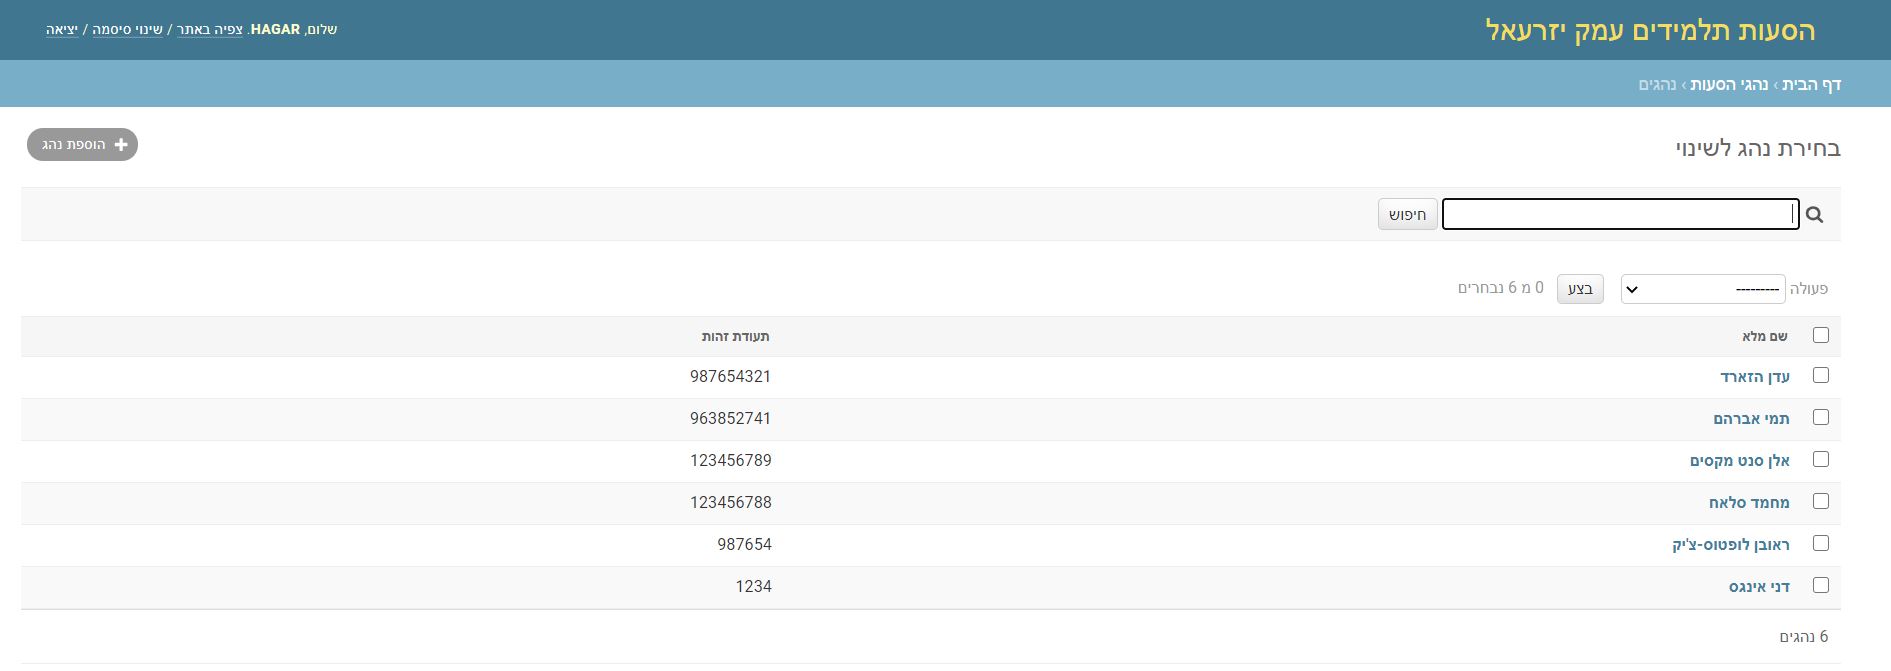 הסעות תלמידים עמק יזרעאל
שלום, HAGAR. צפיה באתר / שינוי סיסמה / יציאה
דף הבית › נהגי הסעות › נהגים
בחירת נהג לשינוי
הוספת נהג
חיפוש
פעולה --------- בצע 0 מ 6 נבחרים
שם מלא תעודת זהות
עדן הזארד 987654321
תמי אברהם 963852741
אלן סנט מקסים 123456789
מחמד סלאח 123456788
ראובן לופטוס-צ'יק 987654
דני אינגס 1234
6 נהגים